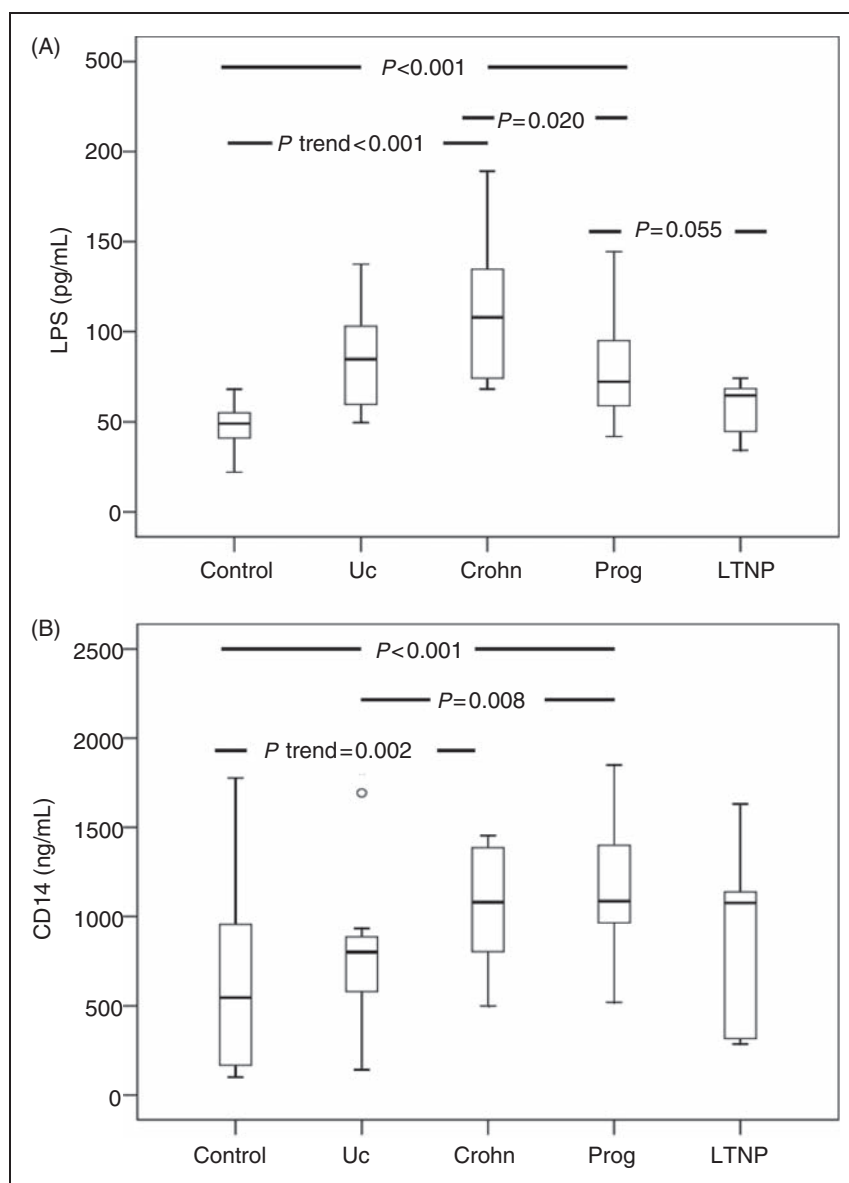 (A)
500
P<0.001
P=0.020
P trend<0.001
200
P=0.055
150
LPS (pg/mL)
100
50
0
Control Uc Crohn Prog LTNP
(B)
2500
P<0.001
P=0.008
2000
P trend=0.002
1500
CD14 (ng/mL)
1000
500
0
Control Uc Crohn Prog LTNP